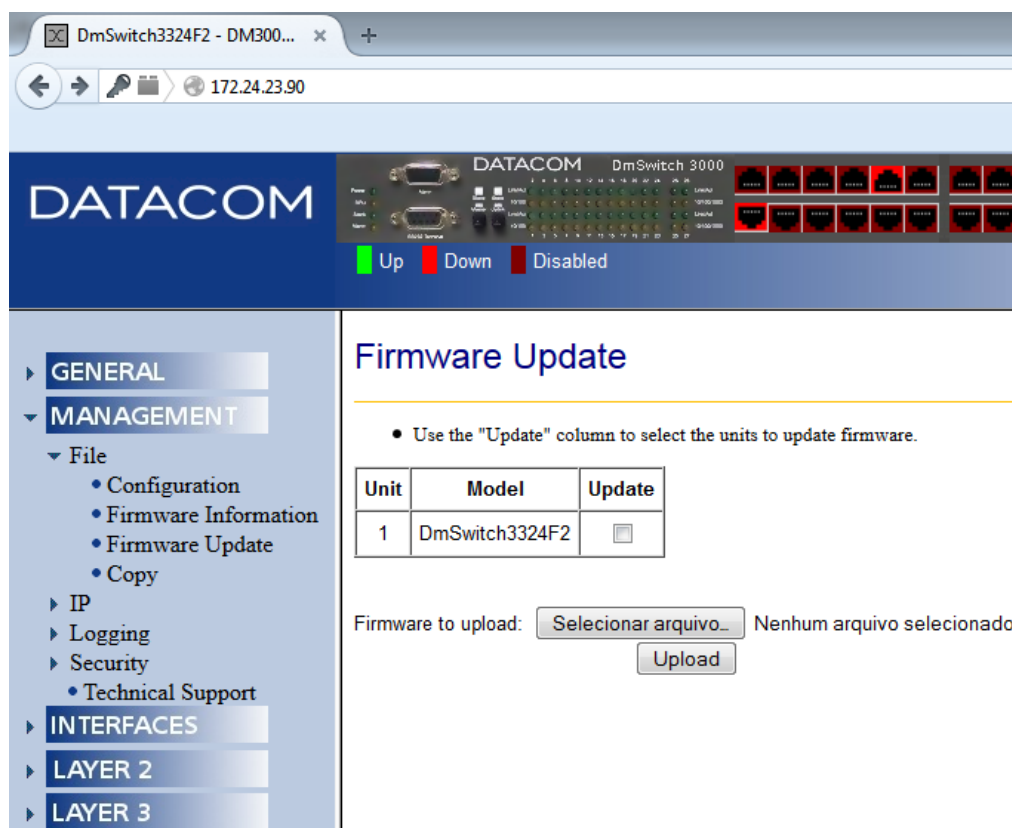 DmSwitch3324F2 - DM300... ×
172.24.23.90
DATACOM
DATACOM DmSwitch 3000
Up Down Disabled
GENERAL
MANAGEMENT
File
Configuration
Firmware Information
Firmware Update
Copy
IP
Logging
Security
Technical Support
INTERFACES
LAYER 2
LAYER 3
Firmware Update
Use the "Update" column to select the units to update firmware.
Unit Model Update
1 DmSwitch3324F2
Firmware to upload: Selecionar arquivo... Nenhum arquivo selecionado
Upload